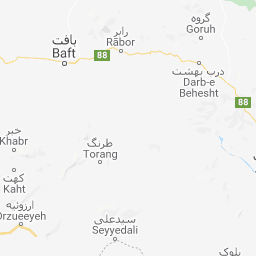 گروه
Goruh
رابر
Rābor
بافت
Baft
88
درب بهشت
Darb-e
Behesht
88
خبر
Khabr
طرنگ
Torang
کهت
Kaht
ارزوئیه
Orzueeyeh
سیدعلی
Seyyedali
بلوک